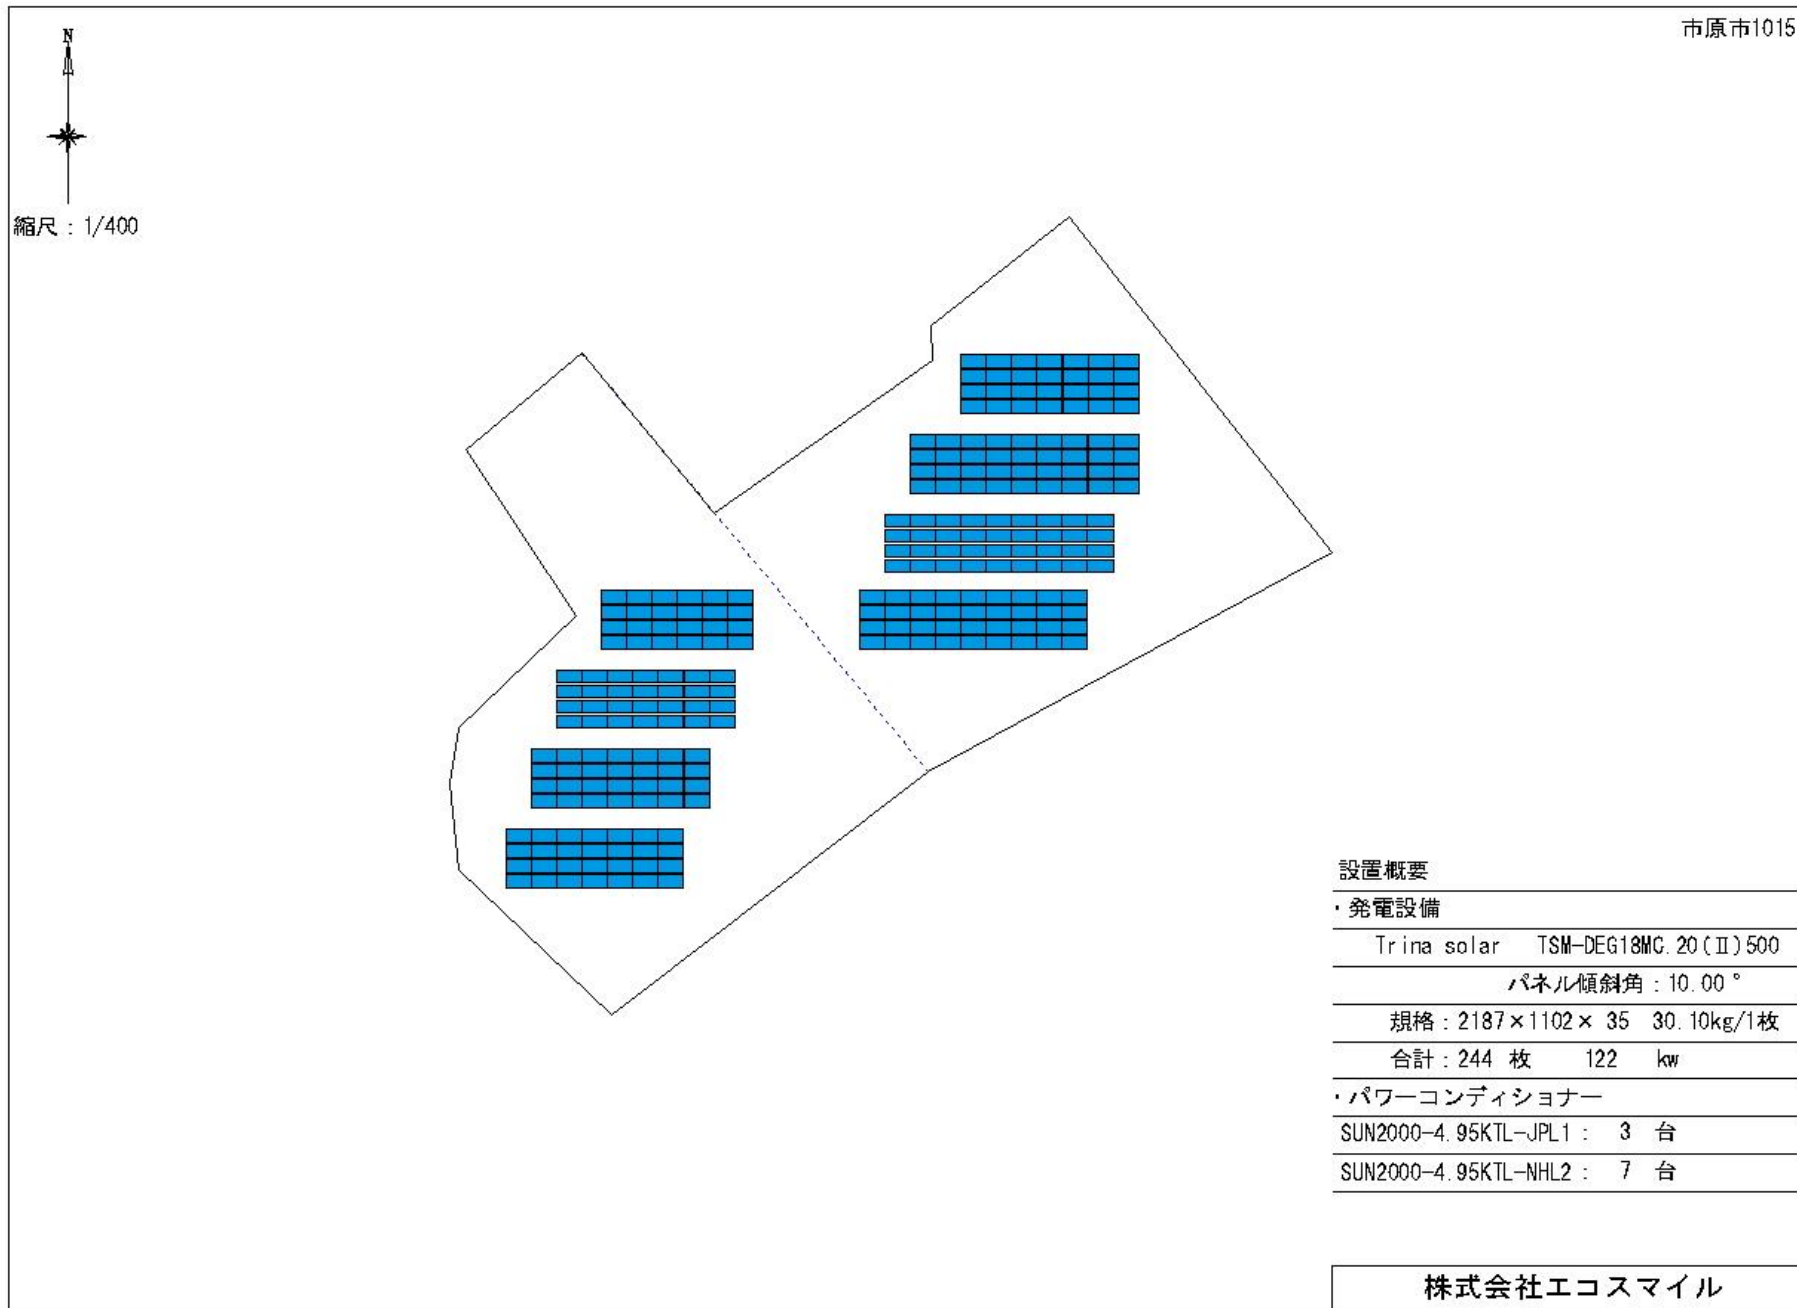 市原市1015
N
縮尺：1/400
設置概要
・発電設備
Trina solar TSM-DEG18MC.20(Ⅱ)500
パネル傾斜角：10.00°
規格：2187×1102× 35 30.10kg/1枚
合計：244 枚 122 kw
・パワーコンディショナー
SUN2000-4.95KTL-JPL1： 3 台
SUN2000-4.95KTL-NHL2： 7 台
株式会社エコスマイル